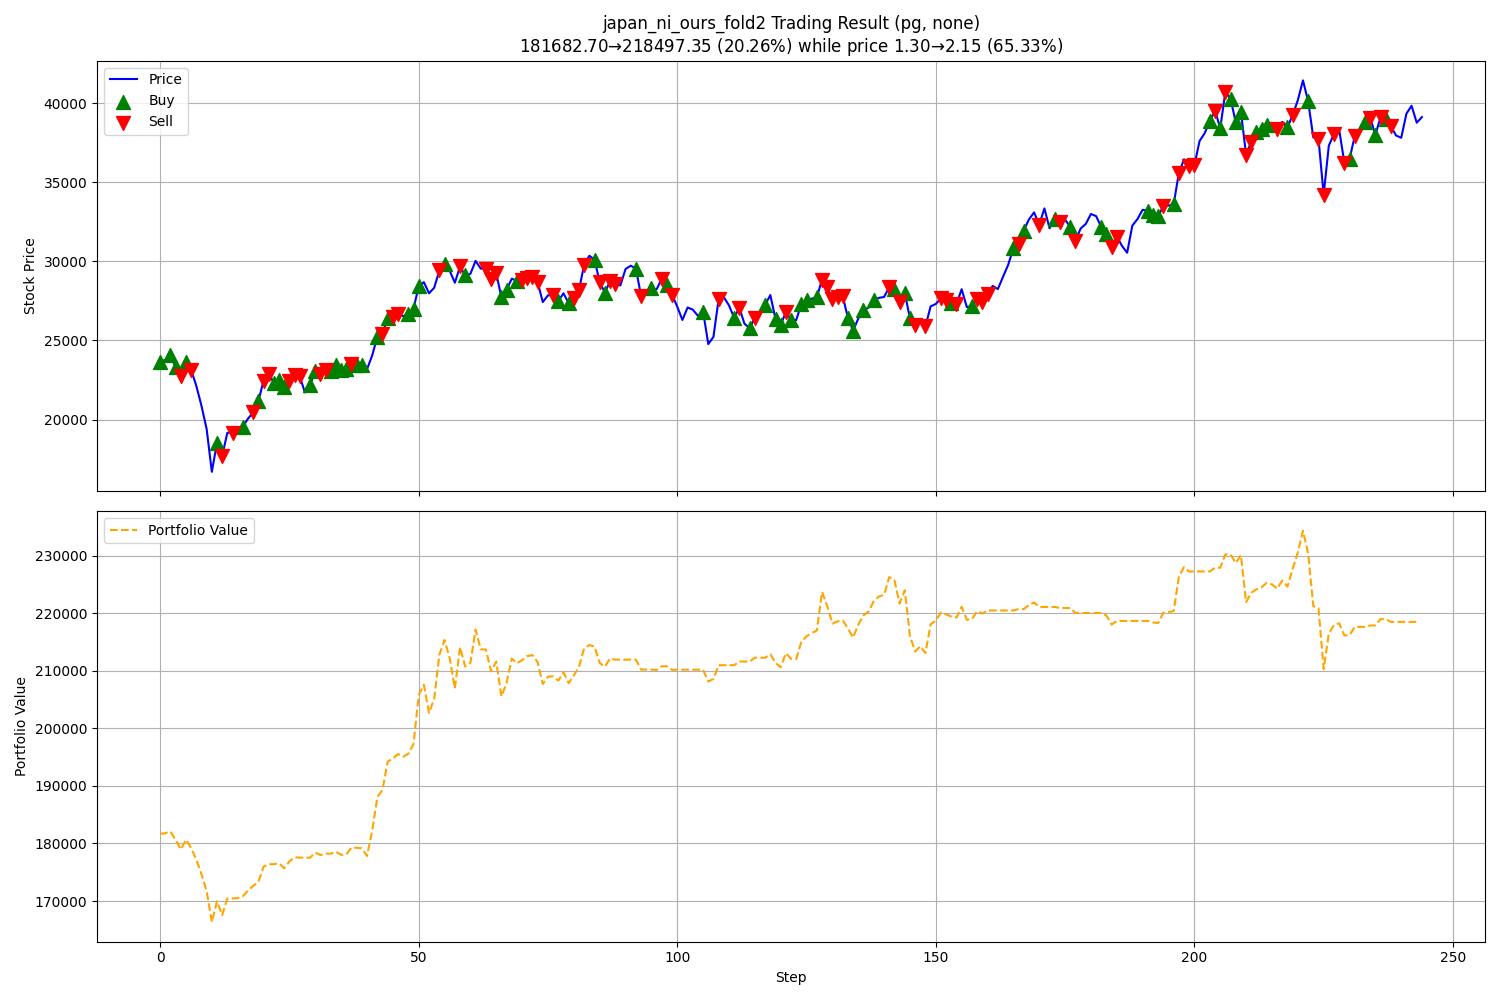 japan_ni_ours_fold2 Trading Result (pg, none)
181682.70→218497.35 (20.26%) while price 1.30→2.15 (65.33%)
Price
Buy
Sell
40000
35000
30000
25000
20000
Stock Price
Portfolio Value
230000
220000
210000
200000
190000
180000
170000
Portfolio Value
0
50
100
150
200
250
Step